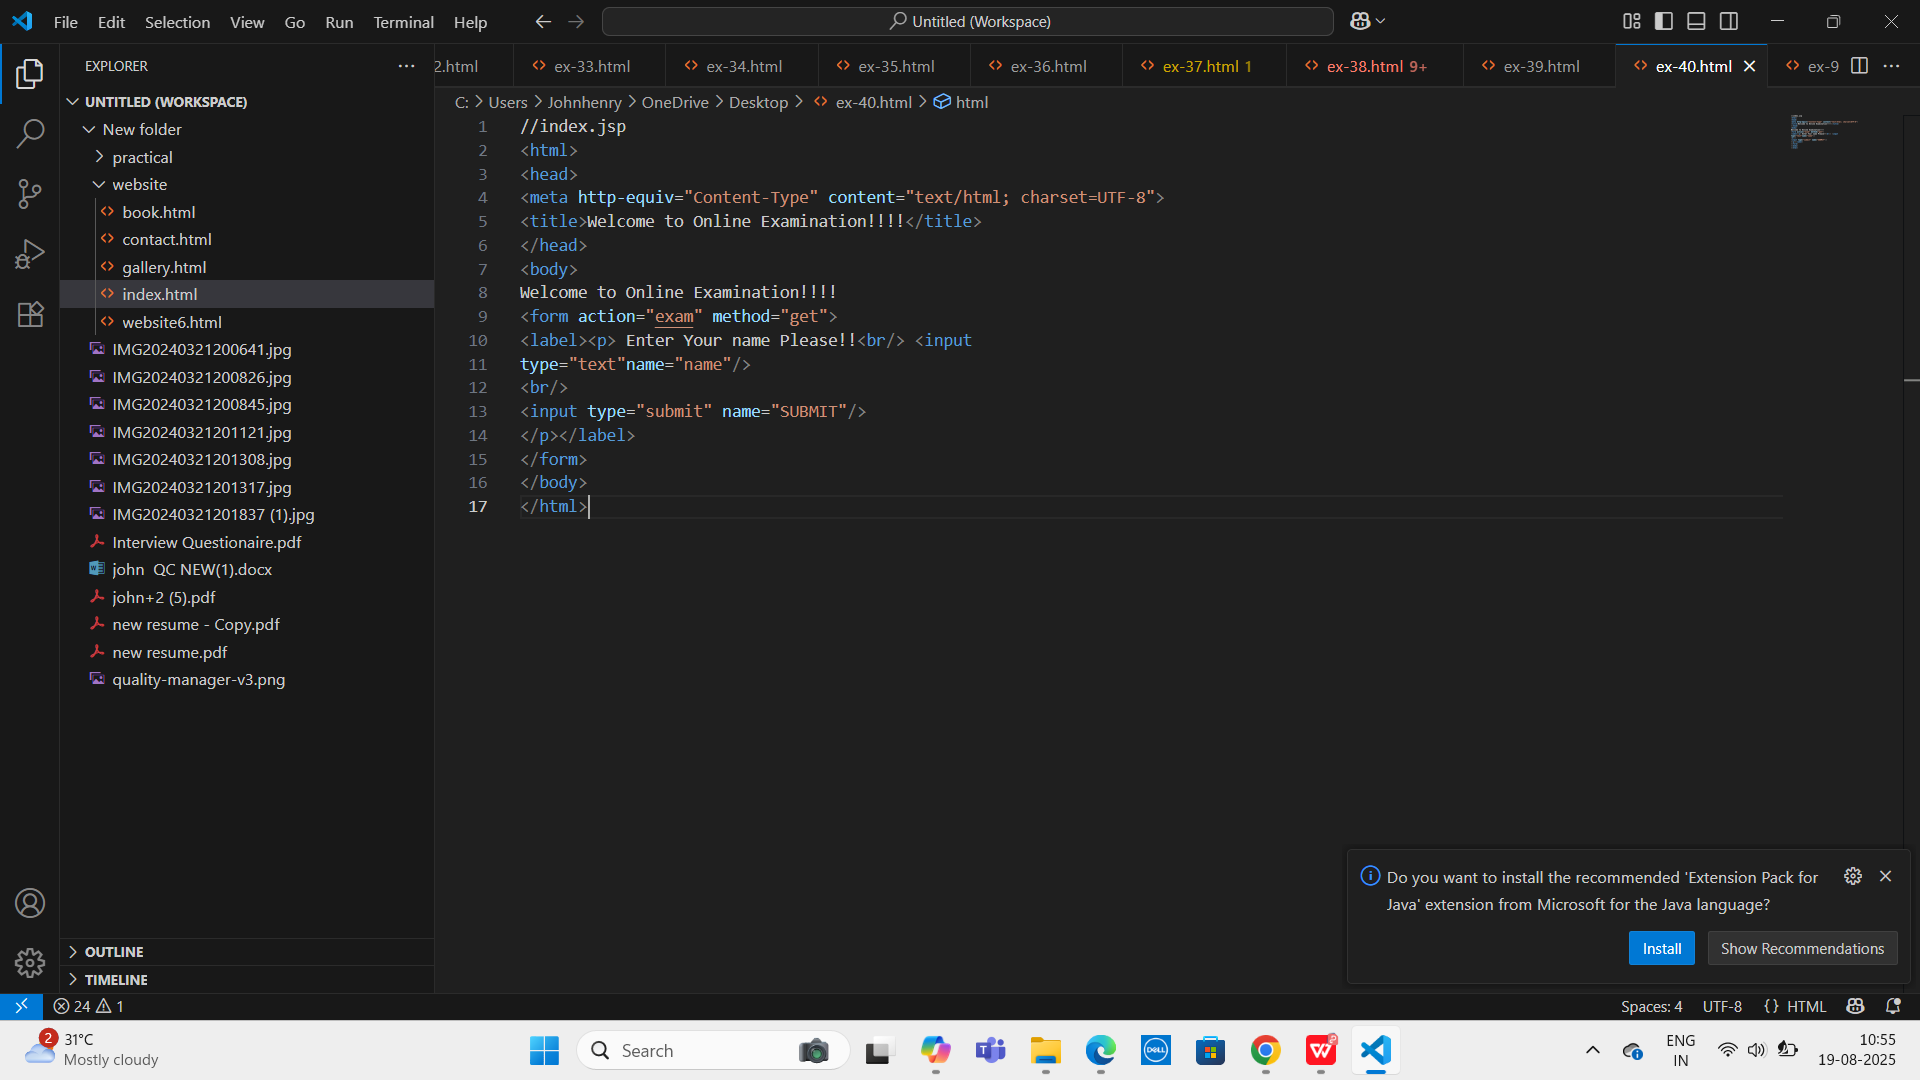 File Edit Selection View Go Run Terminal Help
Untitled (Workspace)
EXPLORER
UNTITLED (WORKSPACE)
New folder
practical
website
book.html
contact.html
gallery.html
index.html
website6.html
IMG20240321200641.jpg
IMG20240321200826.jpg
IMG20240321200845.jpg
IMG20240321201121.jpg
IMG20240321201308.jpg
IMG20240321201317.jpg
IMG20240321201837 (1).jpg
Interview Questionaire.pdf
john QC NEW(1).docx
john+2 (5).pdf
new resume - Copy.pdf
new resume.pdf
quality-manager-v3.png
OUTLINE
TIMELINE
2.html ex-33.html ex-34.html ex-35.html ex-36.html ex-37.html 1 ex-38.html 9+ ex-39.html ex-40.html ex-9
C: > Users > Johnhenry > OneDrive > Desktop > ex-40.html > html
1 //index.jsp
2 <html>
3 <head>
4 <meta http-equiv="Content-Type" content="text/html; charset=UTF-8">
5 <title>Welcome to Online Examination!!!!</title>
6 </head>
7 <body>
8 Welcome to Online Examination!!!!
9 <form action="exam" method="get">
10 <label><p> Enter Your name Please!!<br/> <input
11 type="text"name="name"/>
12 <br/>
13 <input type="submit" name="SUBMIT"/>
14 </p></label>
15 </form>
16 </body>
17 </html>
Do you want to install the recommended 'Extension Pack for
Java' extension from Microsoft for the Java language?
Install Show Recommendations
24 1
Spaces: 4 UTF-8 {} HTML
2 31°C
Mostly cloudy
Search
DELL
W
ENG
IN
10:55
19-08-2025